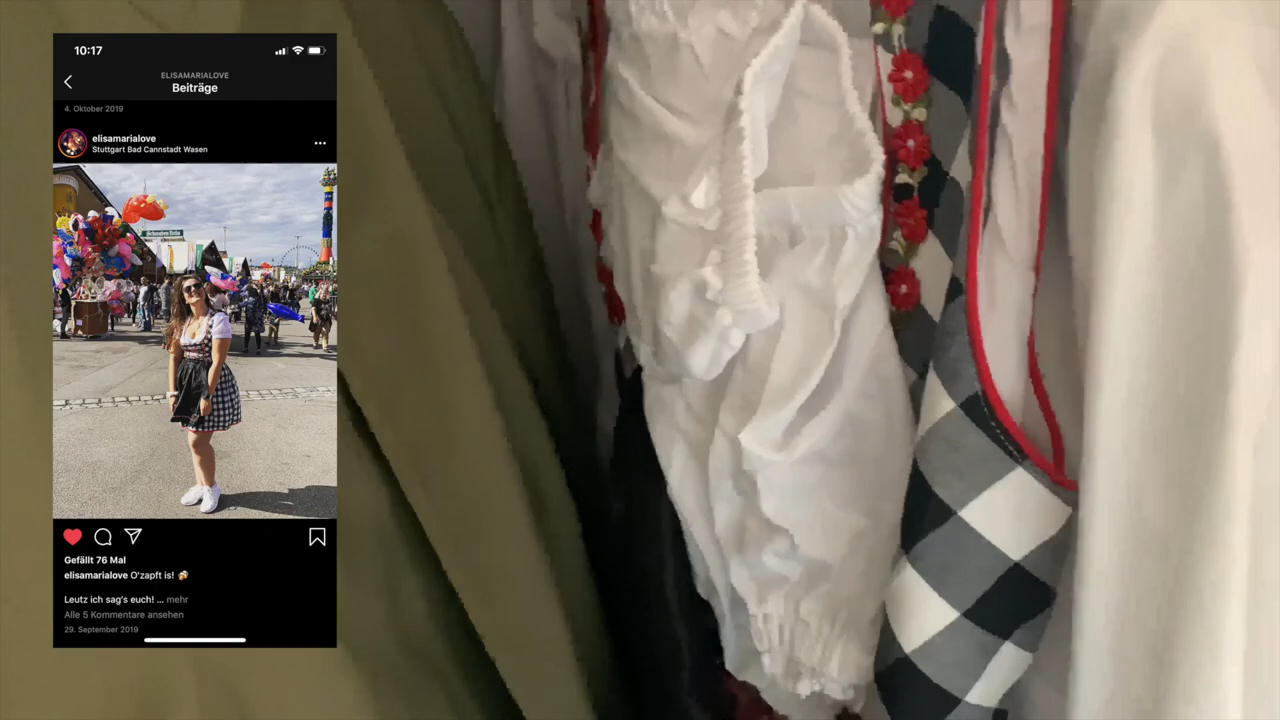 10:17
ELISAMARIALOVE
Beiträge
4. Oktober 2019
elisamarialove
Stuttgart Bad Cannstadt Wasen
Gefällt 76 Mal
elisamarialove O'zapft is! 🍻
Leutz ich sag's euch! ... mehr
Alle 5 Kommentare ansehen
29. September 2019